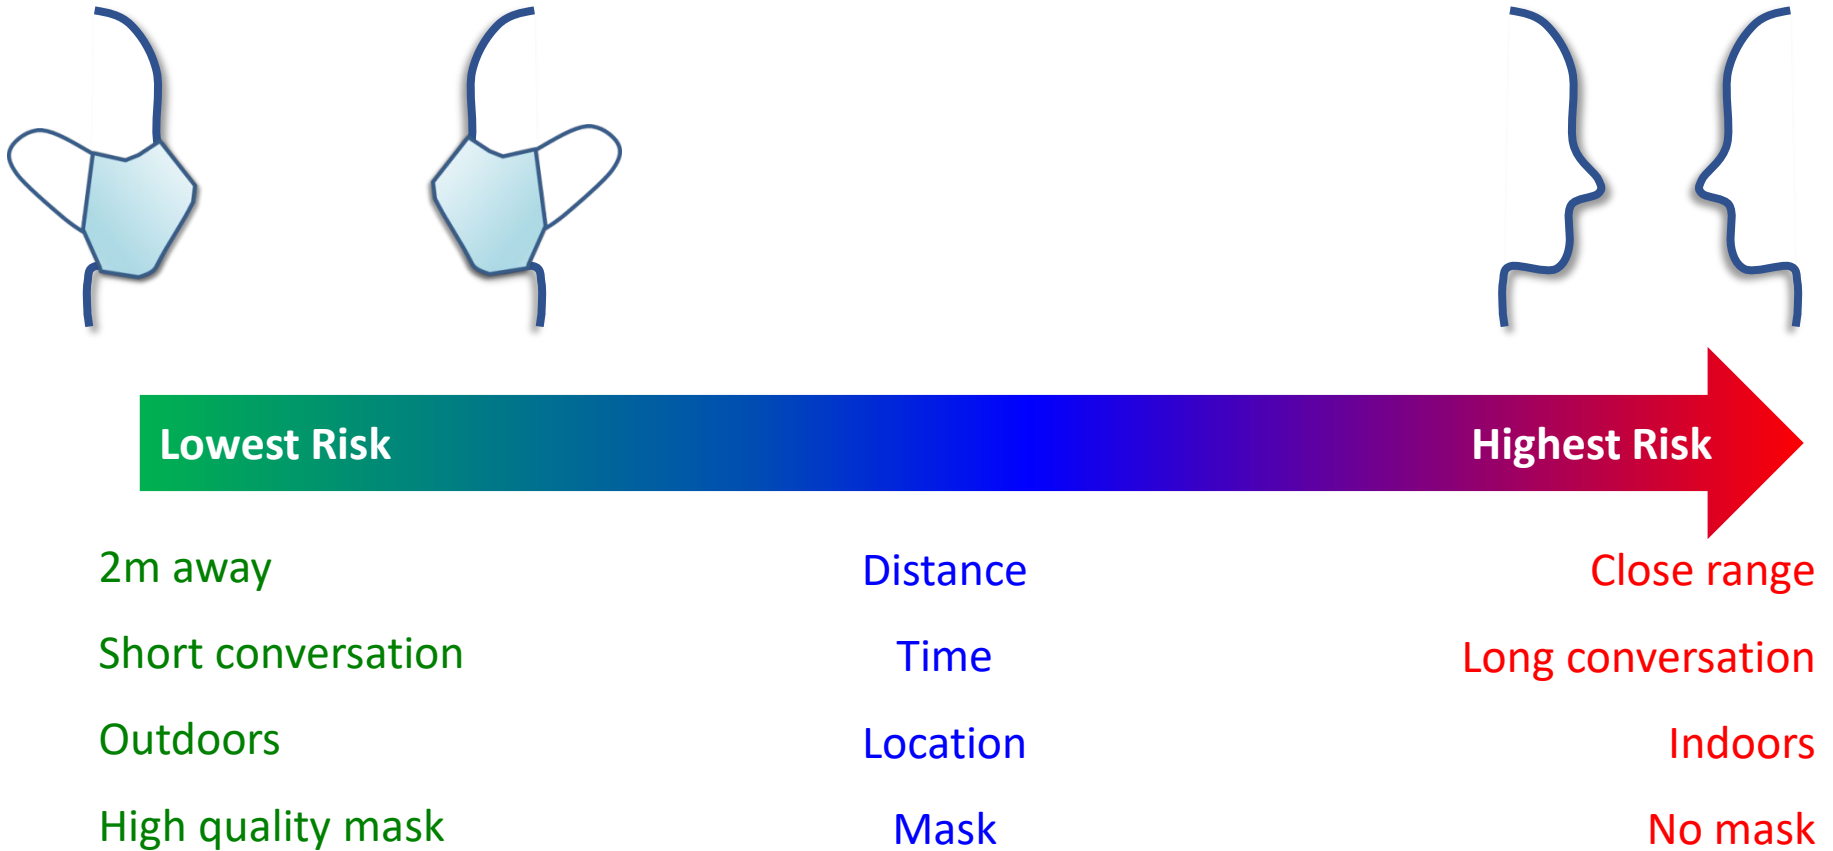 Lowest Risk
Highest Risk
2m away
Distance
Close range
Short conversation
Time
Long conversation
Outdoors
Location
Indoors
High quality mask
Mask
No mask